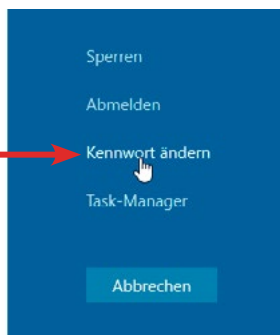 Sperren
Abmelden
Kennwort ändern
Task-Manager
Abbrechen